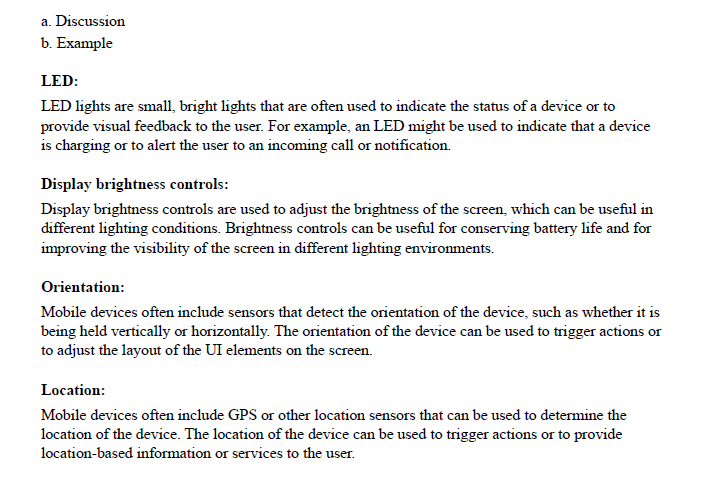 a. Discussion
b. Example
LED:
LED lights are small, bright lights that are often used to indicate the status of a device or to
provide visual feedback to the user. For example, an LED might be used to indicate that a device
is charging or to alert the user to an incoming call or notification.
Display brightness controls:
Display brightness controls are used to adjust the brightness of the screen, which can be useful in
different lighting conditions. Brightness controls can be useful for conserving battery life and for
improving the visibility of the screen in different lighting environments.
Orientation:
Mobile devices often include sensors that detect the orientation of the device, such as whether it is
being held vertically or horizontally. The orientation of the device can be used to trigger actions or
to adjust the layout of the UI elements on the screen.
Location:
Mobile devices often include GPS or other location sensors that can be used to determine the
location of the device. The location of the device can be used to trigger actions or to provide
location-based information or services to the user.